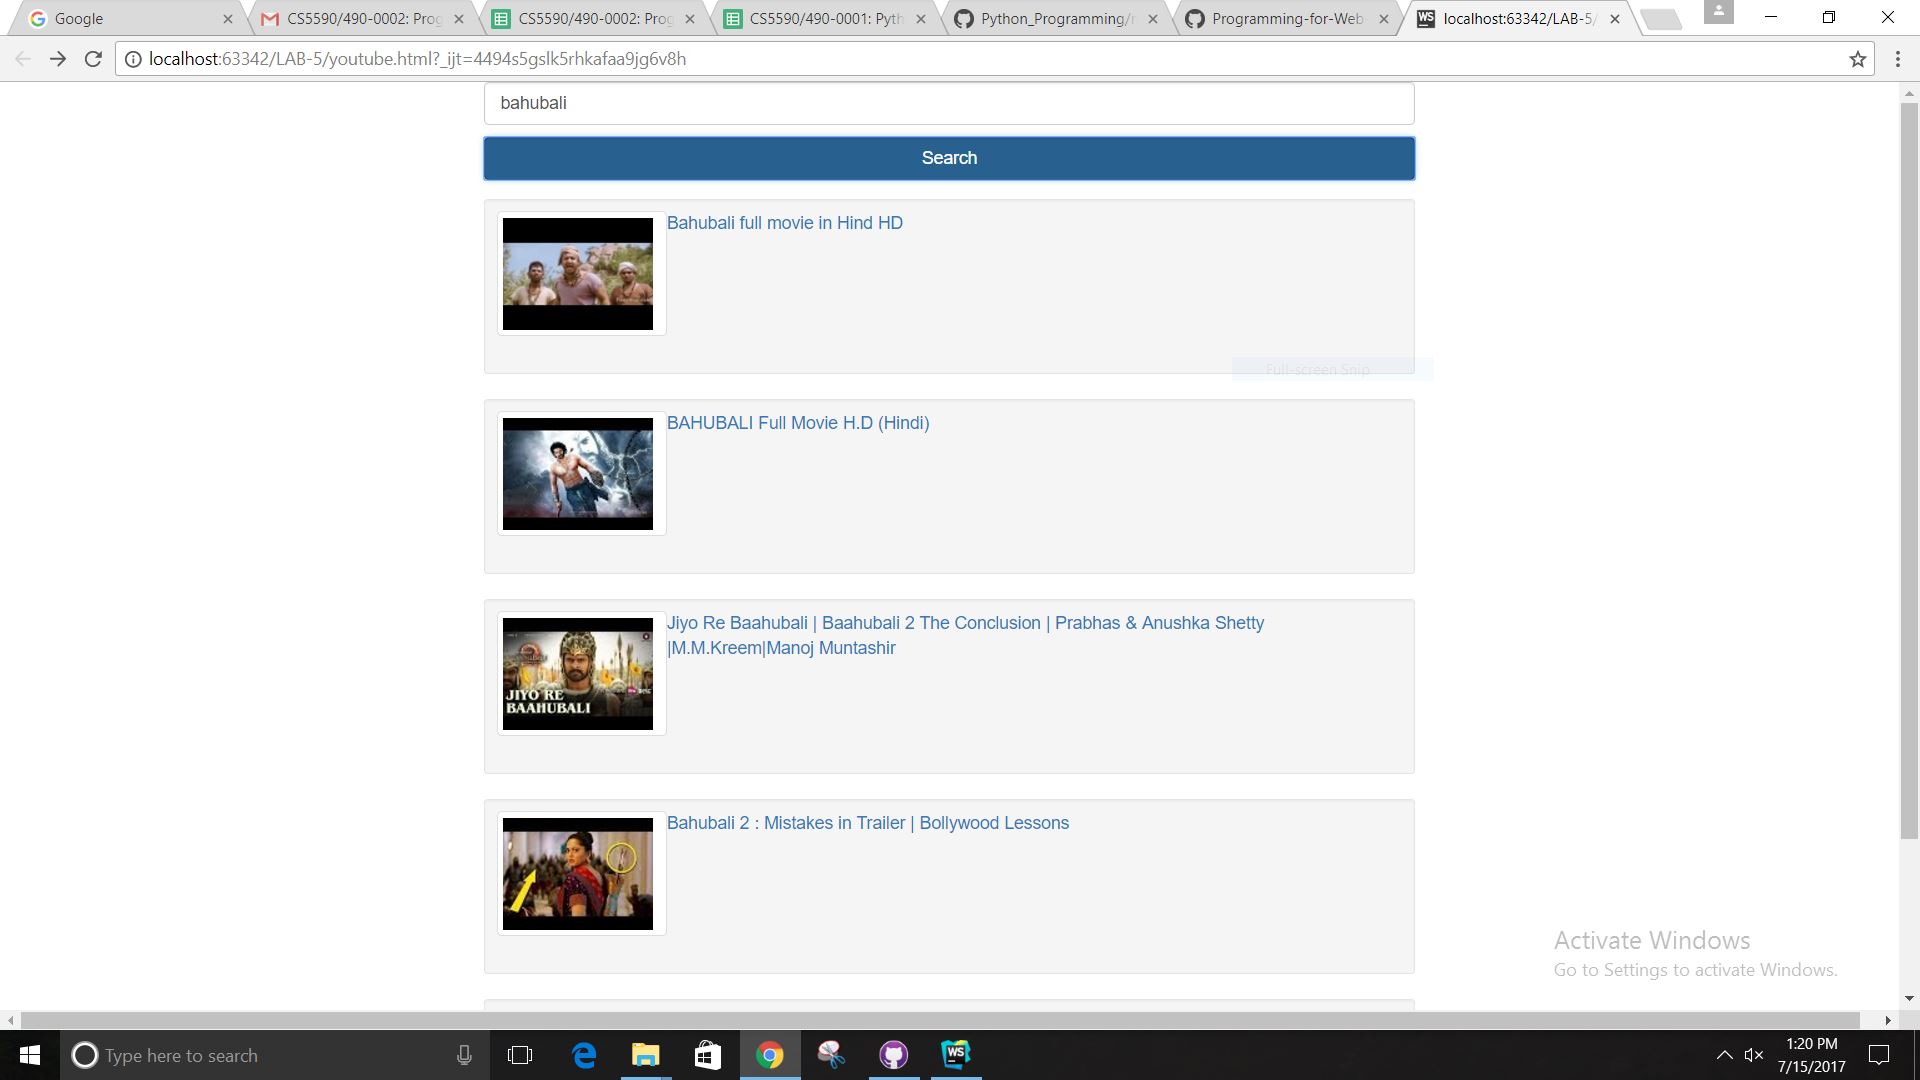 Google
CS5590/490-0002: Prog
CS5590/490-0002: Prog
CS5590/490-0001: Pyth
Python_Programming/
Programming-for-Web
WS localhost:63342/LAB-5/
localhost:63342/LAB-5/youtube.html?_ijt=4494s5gslk5rhkafaa9jg6v8h
bahubali
Search
Bahubali full movie in Hind HD
Full-screen Snip
BAHUBALI Full Movie H.D (Hindi)
Jiyo Re Baahubali | Baahubali 2 The Conclusion | Prabhas & Anushka Shetty
|M.M.Kreem|Manoj Muntashir
JIYO RE
BAAHUBALI
Bahubali 2 : Mistakes in Trailer | Bollywood Lessons
Activate Windows
Go to Settings to activate Windows.
Type here to search
WS
1:20 PM
7/15/2017